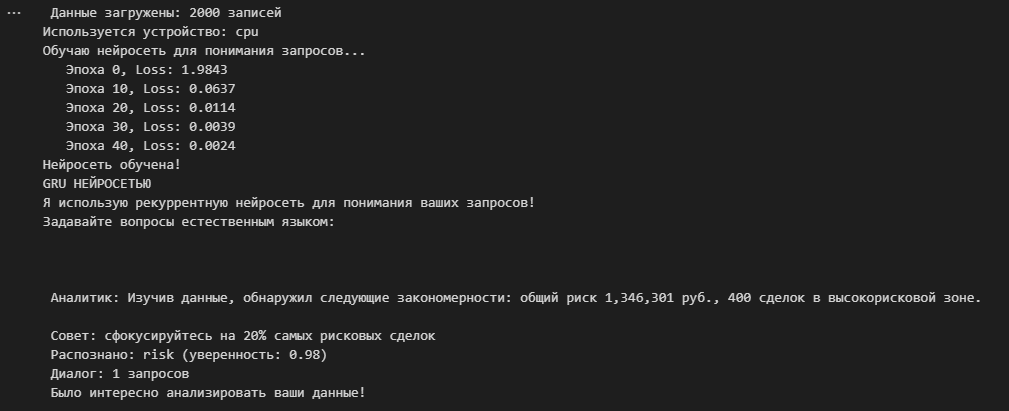 ...
Данные загружены: 2000 записей
Используется устройство: cpu
Обучаю нейросеть для понимания запросов...
Эпоха 0, Loss: 1.9843
Эпоха 10, Loss: 0.0637
Эпоха 20, Loss: 0.0114
Эпоха 30, Loss: 0.0039
Эпоха 40, Loss: 0.0024
Нейросеть обучена!
GRU НЕЙРОСЕТЬЮ
Я использую рекуррентную нейросеть для понимания ваших запросов!
Задавайте вопросы естественным языком:
Аналитик: Изучив данные, обнаружил следующие закономерности: общий риск 1,346,301 руб., 400 сделок в высокорисковой зоне.
Совет: сфокусируйтесь на 20% самых рисковых сделок
Распознано: risk (уверенность: 0.98)
Диалог: 1 запросов
Было интересно анализировать ваши данные!